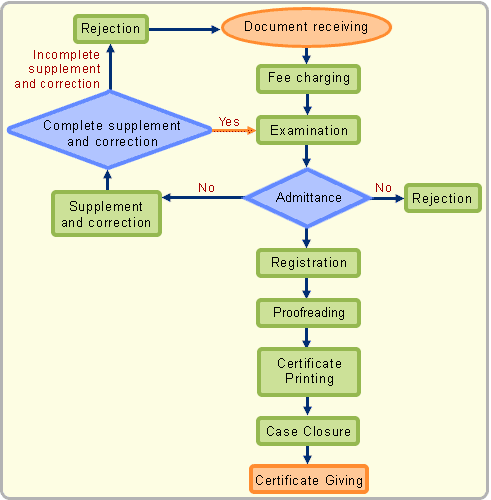 Rejection
Document receiving
Incomplete
supplement
and correction
Fee charging
Complete supplement
and correction
Yes
Examination
No
Admittance
No
Supplement
and correction
Rejection
Registration
Proofreading
Certificate
Printing
Case Closure
Certificate Giving